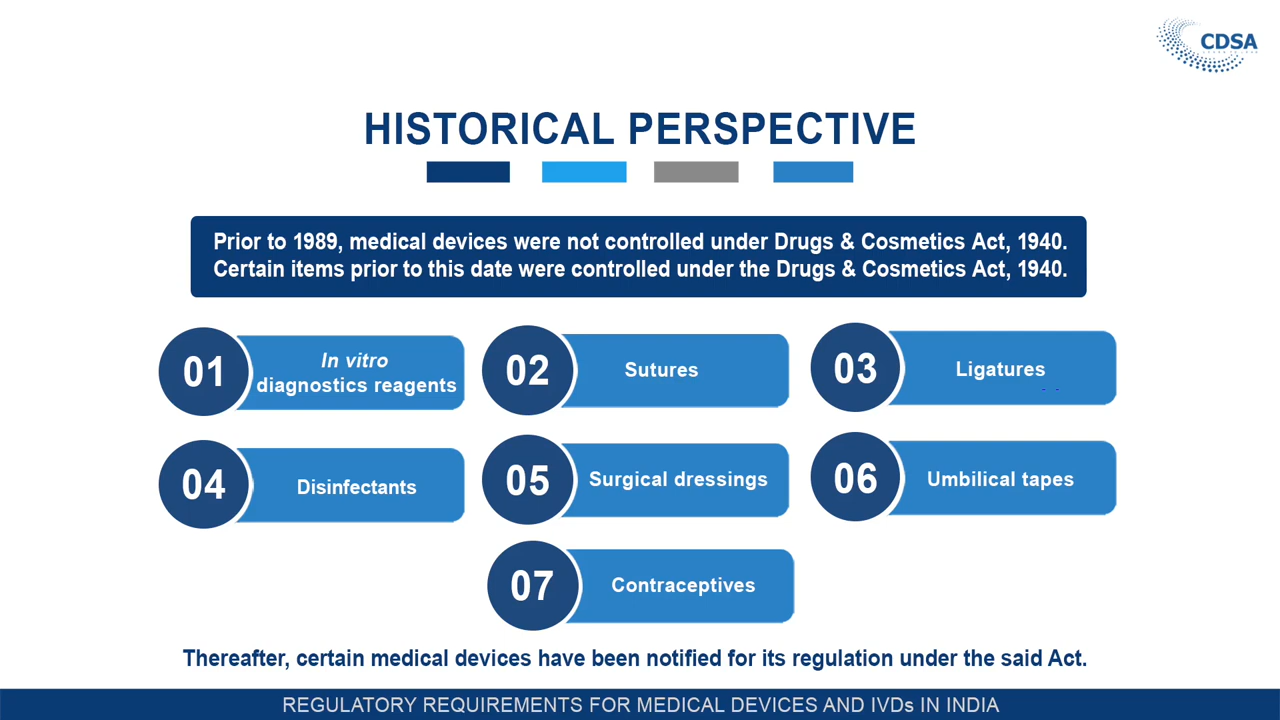 CDSA
HISTORICAL PERSPECTIVE
Prior to 1989, medical devices were not controlled under Drugs & Cosmetics Act, 1940.
Certain items prior to this date were controlled under the Drugs & Cosmetics Act, 1940.
01
In vitro
diagnostics reagents
02
Sutures
03
Ligatures
04
Disinfectants
05
Surgical dressings
06
Umbilical tapes
07
Contraceptives
Thereafter, certain medical devices have been notified for its regulation under the said Act.
REGULATORY REQUIREMENTS FOR MEDICAL DEVICES AND IVDs IN INDIA